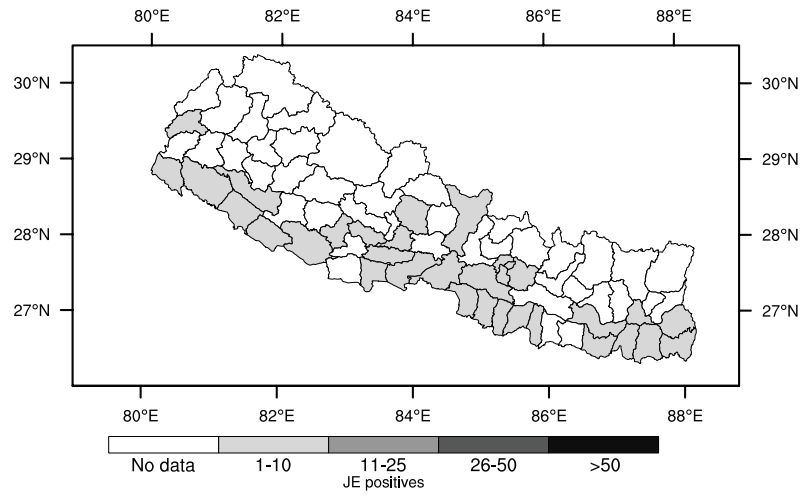 80°E 82°E 84°E 86°E 88°E
30°N 30°N
29°N 29°N
28°N 28°N
27°N 27°N
80°E 82°E 84°E 86°E 88°E
No data 1-10 11-25 26-50 >50
JE positives